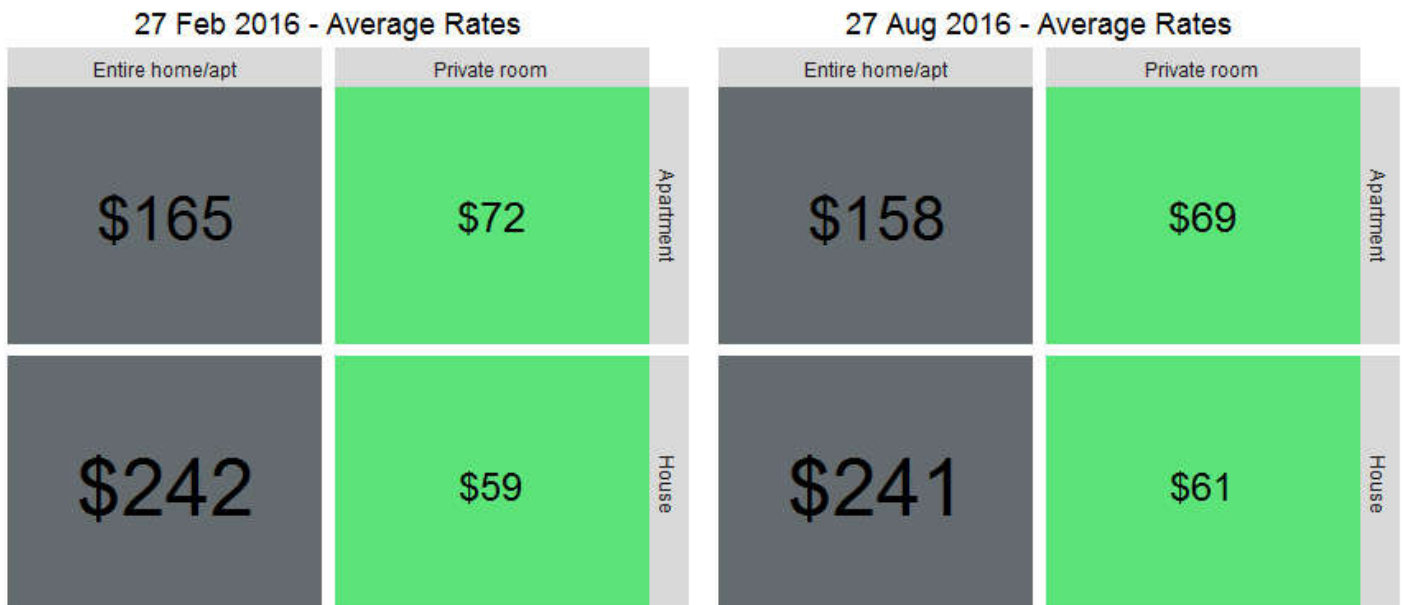 27 Feb 2016 - Average Rates
Entire home/apt
Private room
$165
$72
Apartment
$242
$59
House
27 Aug 2016 - Average Rates
Entire home/apt
Private room
$158
$69
Apartment
$241
$61
House